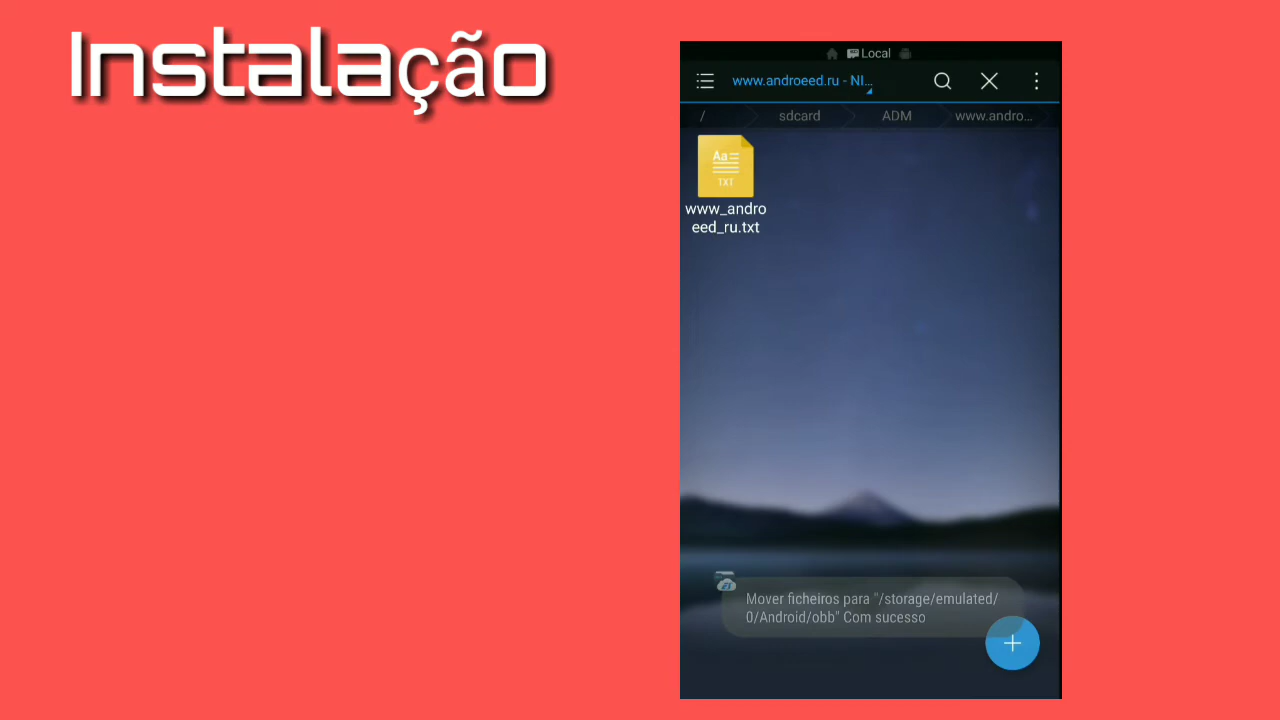 Instalação
Local
www.androeed.ru - NI...
/ sdcard ADM www.andro...
Aa
TXT
www_andro
eed_ru.txt
Mover ficheiros para "/storage/emulated/
0/Android/obb" Com sucesso